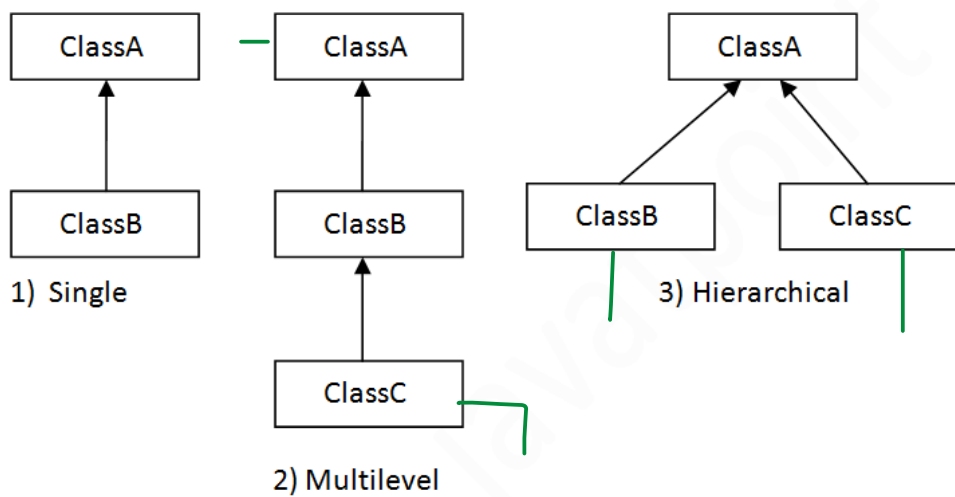 ClassA
ClassB
1) Single
ClassA
ClassB
ClassC
2) Multilevel
ClassA
ClassB
ClassC
3) Hierarchical